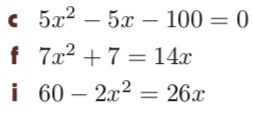 c 5x² − 5x − 100 = 0
f 7x² + 7 = 14x
i 60 − 2x² = 26x